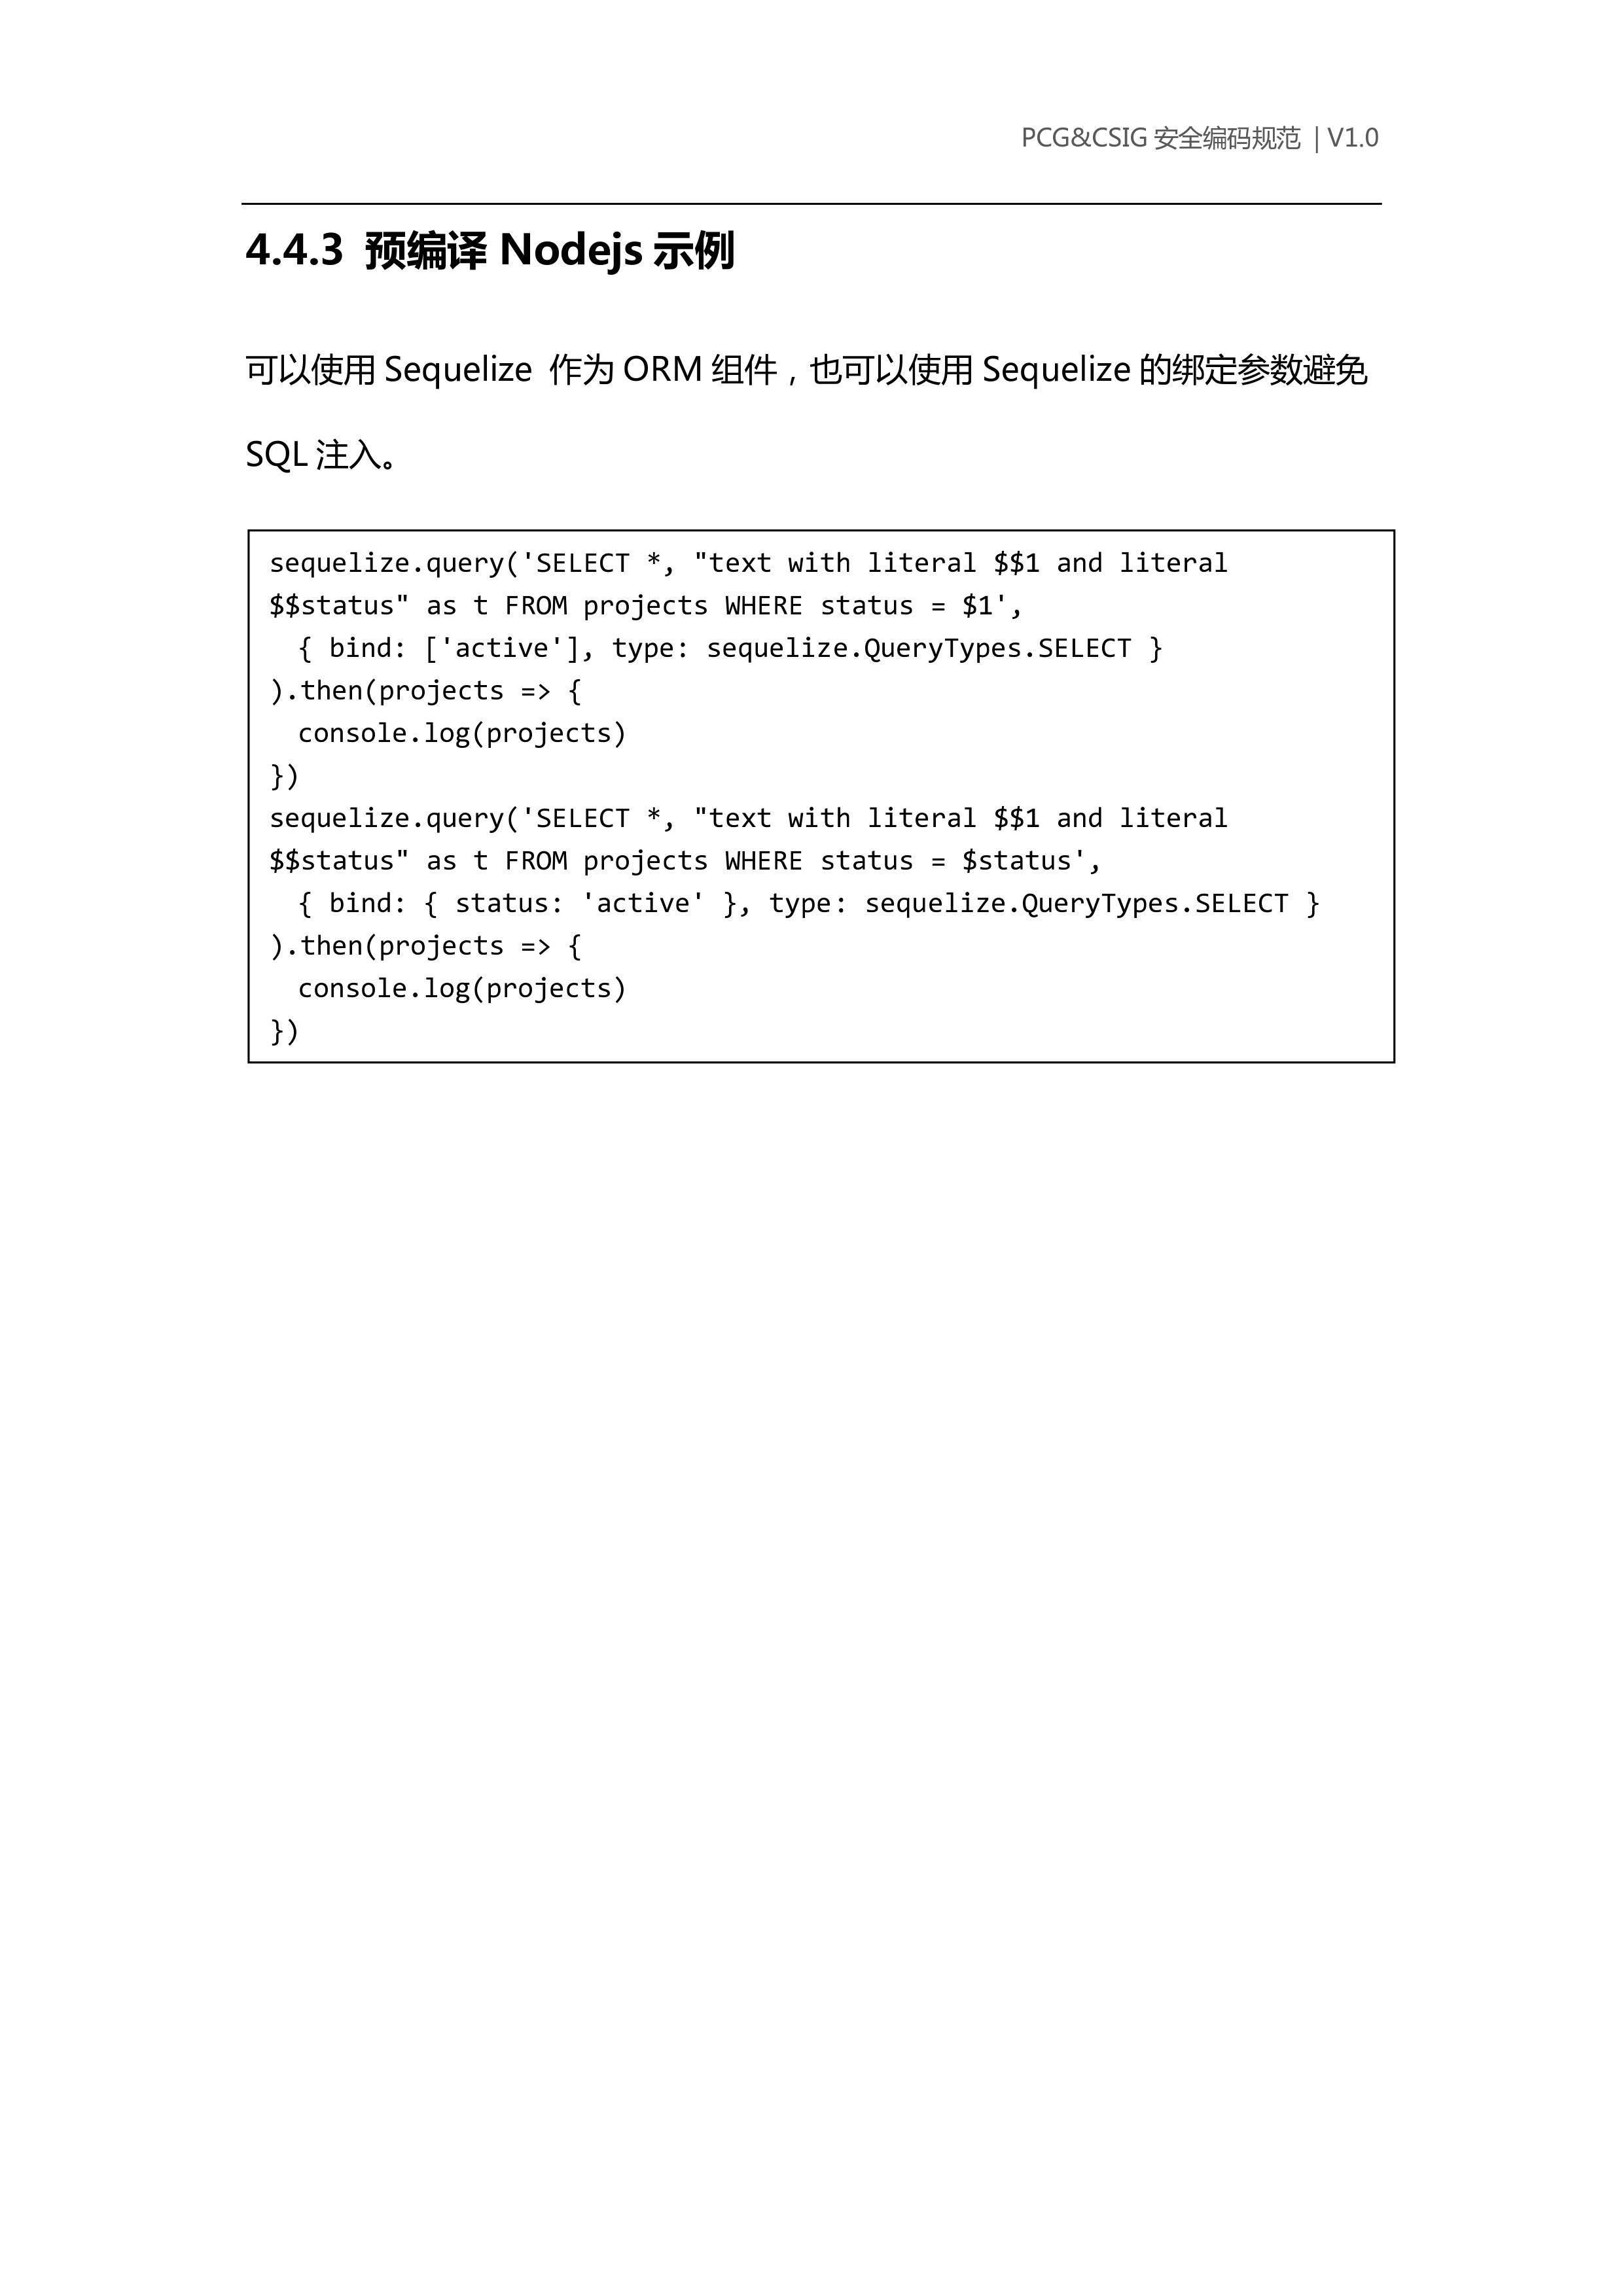 PCG&CSIG 安全编码规范 | V1.0
4.4.3 预编译 Nodejs 示例
可以使用 Sequelize 作为 ORM 组件，也可以使用 Sequelize 的绑定参数避免
SQL 注入。
sequelize.query('SELECT *, "text with literal $$1 and literal
$$status" as t FROM projects WHERE status = $1',
  { bind: ['active'], type: sequelize.QueryTypes.SELECT }
).then(projects => {
  console.log(projects)
})
sequelize.query('SELECT *, "text with literal $$1 and literal
$$status" as t FROM projects WHERE status = $status',
  { bind: { status: 'active' }, type: sequelize.QueryTypes.SELECT }
).then(projects => {
  console.log(projects)
})